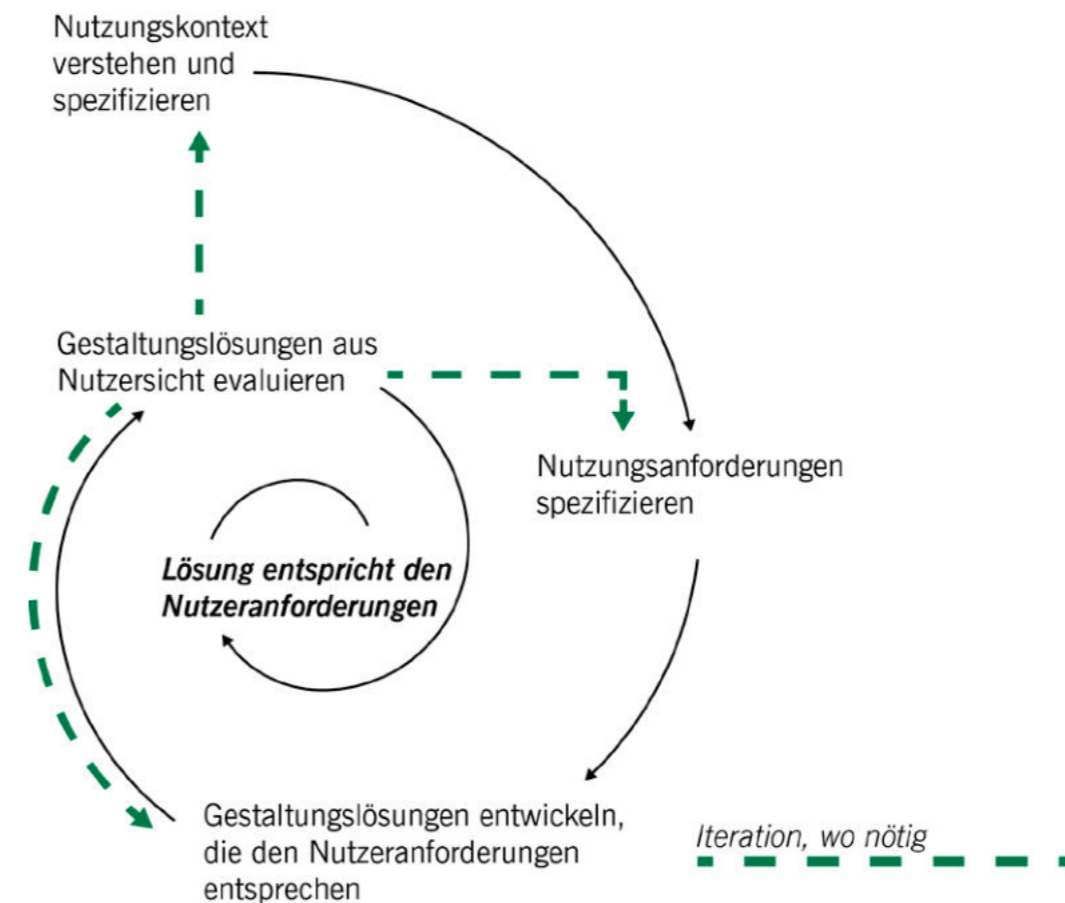 Nutzungskontext
verstehen und
spezifizieren
Gestaltungslösungen aus
Nutzersicht evaluieren
Nutzungsanforderungen
spezifizieren
Lösung entspricht den
Nutzeranforderungen
Gestaltungslösungen entwickeln,
die den Nutzeranforderungen
entsprechen
Iteration, wo nötig